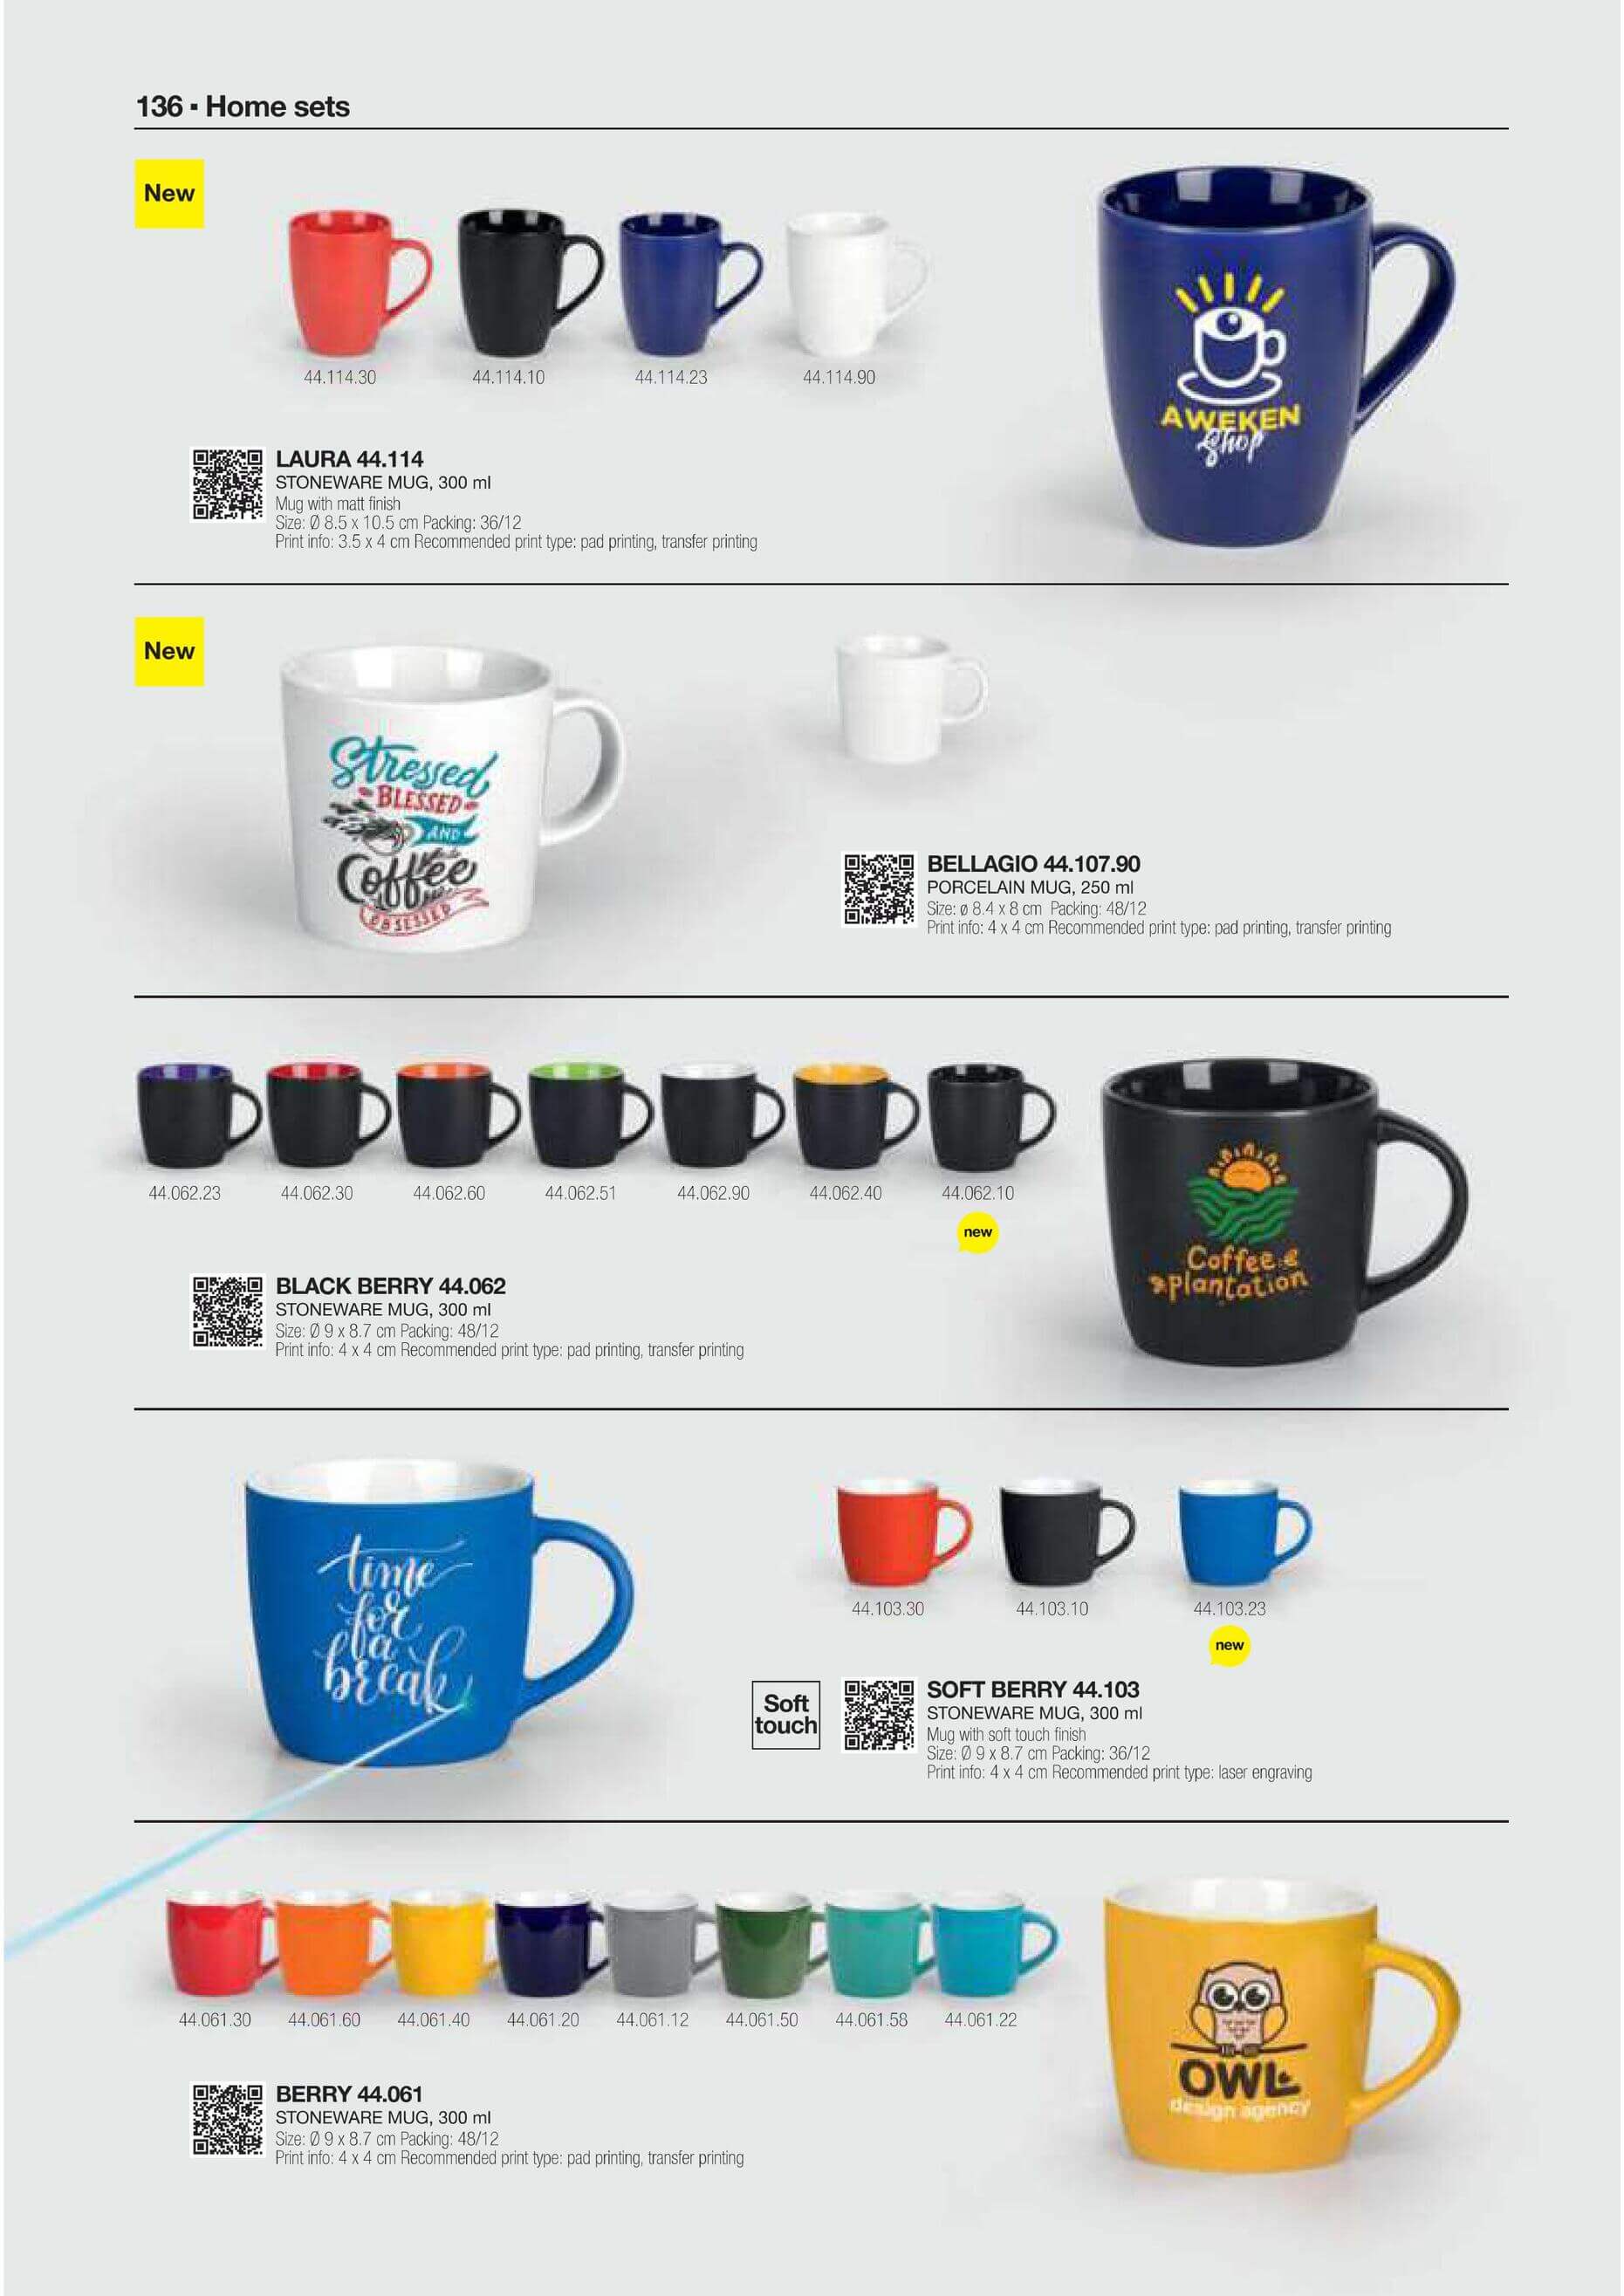 136 ▪ Home sets
New
44.114.30
44.114.10
44.114.23
44.114.90
AWEKEN
Shop
LAURA 44.114
STONEWARE MUG, 300 ml
Mug with matt finish
Size: Ø 8.5 x 10.5 cm Packing: 36/12
Print info: 3.5 x 4 cm Recommended print type: pad printing, transfer printing
New
Stressed
BLESSED
AND
Coffee
OBSESSED
BELLAGIO 44.107.90
PORCELAIN MUG, 250 ml
Size: ø 8.4 x 8 cm Packing: 48/12
Print info: 4 x 4 cm Recommended print type: pad printing, transfer printing
44.062.23
44.062.30
44.062.60
44.062.51
44.062.90
44.062.40
44.062.10
new
Coffee
plantation
BLACK BERRY 44.062
STONEWARE MUG, 300 ml
Size: Ø 9 x 8.7 cm Packing: 48/12
Print info: 4 x 4 cm Recommended print type: pad printing, transfer printing
time
for
a
break
44.103.30
44.103.10
44.103.23
new
Soft
touch
SOFT BERRY 44.103
STONEWARE MUG, 300 ml
Mug with soft touch finish
Size: Ø 9 x 8.7 cm Packing: 36/12
Print info: 4 x 4 cm Recommended print type: laser engraving
44.061.30
44.061.60
44.061.40
44.061.20
44.061.12
44.061.50
44.061.58
44.061.22
OWL
design agency
BERRY 44.061
STONEWARE MUG, 300 ml
Size: Ø 9 x 8.7 cm Packing: 48/12
Print info: 4 x 4 cm Recommended print type: pad printing, transfer printing